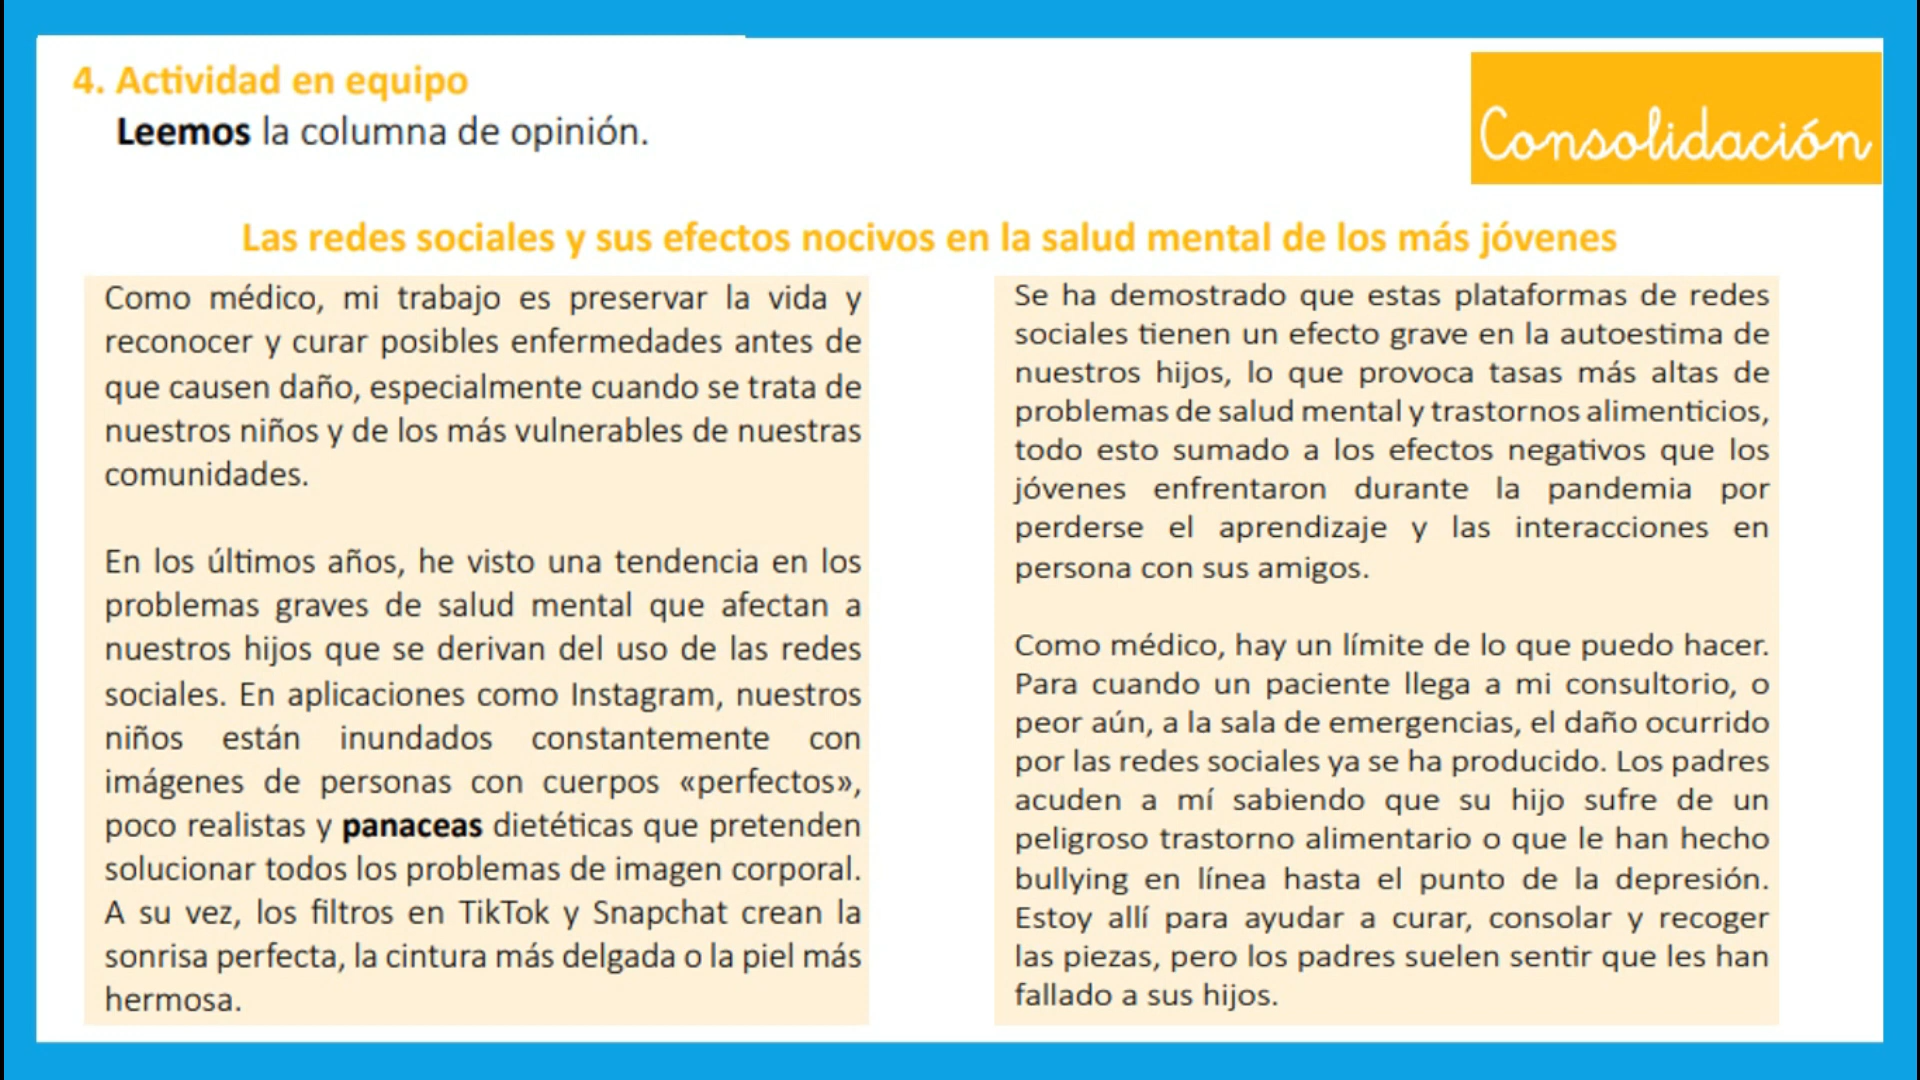 4. Actividad en equipo
Leemos la columna de opinión.
Consolidación
Las redes sociales y sus efectos nocivos en la salud mental de los más jóvenes
Como médico, mi trabajo es preservar la vida y
reconocer y curar posibles enfermedades antes de
que causen daño, especialmente cuando se trata de
nuestros niños y de los más vulnerables de nuestras
comunidades.
En los últimos años, he visto una tendencia en los
problemas graves de salud mental que afectan a
nuestros hijos que se derivan del uso de las redes
sociales. En aplicaciones como Instagram, nuestros
niños están inundados constantemente con
imágenes de personas con cuerpos «perfectos»,
poco realistas y panaceas dietéticas que pretenden
solucionar todos los problemas de imagen corporal.
A su vez, los filtros en TikTok y Snapchat crean la
sonrisa perfecta, la cintura más delgada o la piel más
hermosa.
Se ha demostrado que estas plataformas de redes
sociales tienen un efecto grave en la autoestima de
nuestros hijos, lo que provoca tasas más altas de
problemas de salud mental y trastornos alimenticios,
todo esto sumado a los efectos negativos que los
jóvenes enfrentaron durante la pandemia por
perderse el aprendizaje y las interacciones en
persona con sus amigos.
Como médico, hay un límite de lo que puedo hacer.
Para cuando un paciente llega a mi consultorio, o
peor aún, a la sala de emergencias, el daño ocurrido
por las redes sociales ya se ha producido. Los padres
acuden a mí sabiendo que su hijo sufre de un
peligroso trastorno alimentario o que le han hecho
bullying en línea hasta el punto de la depresión.
Estoy allí para ayudar a curar, consolar y recoger
las piezas, pero los padres suelen sentir que les han
fallado a sus hijos.